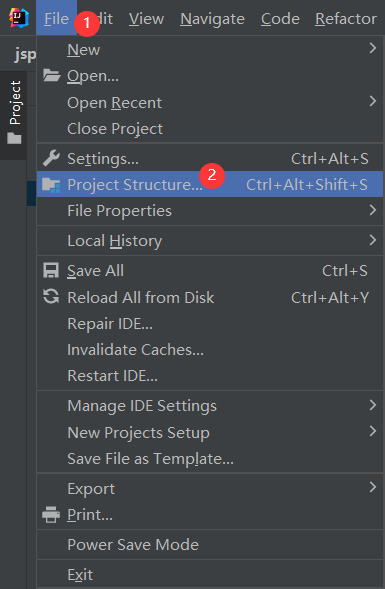 IJ File 1 Edit View Navigate Code Refactor
jsp
Project
New
Open...
Open Recent
Close Project
Settings... Ctrl+Alt+S
Project Structure... 2 Ctrl+Alt+Shift+S
File Properties
Local History
Save All Ctrl+S
Reload All from Disk Ctrl+Alt+Y
Repair IDE...
Invalidate Caches...
Restart IDE...
Manage IDE Settings
New Projects Setup
Save File as Template...
Export
Print...
Power Save Mode
Exit